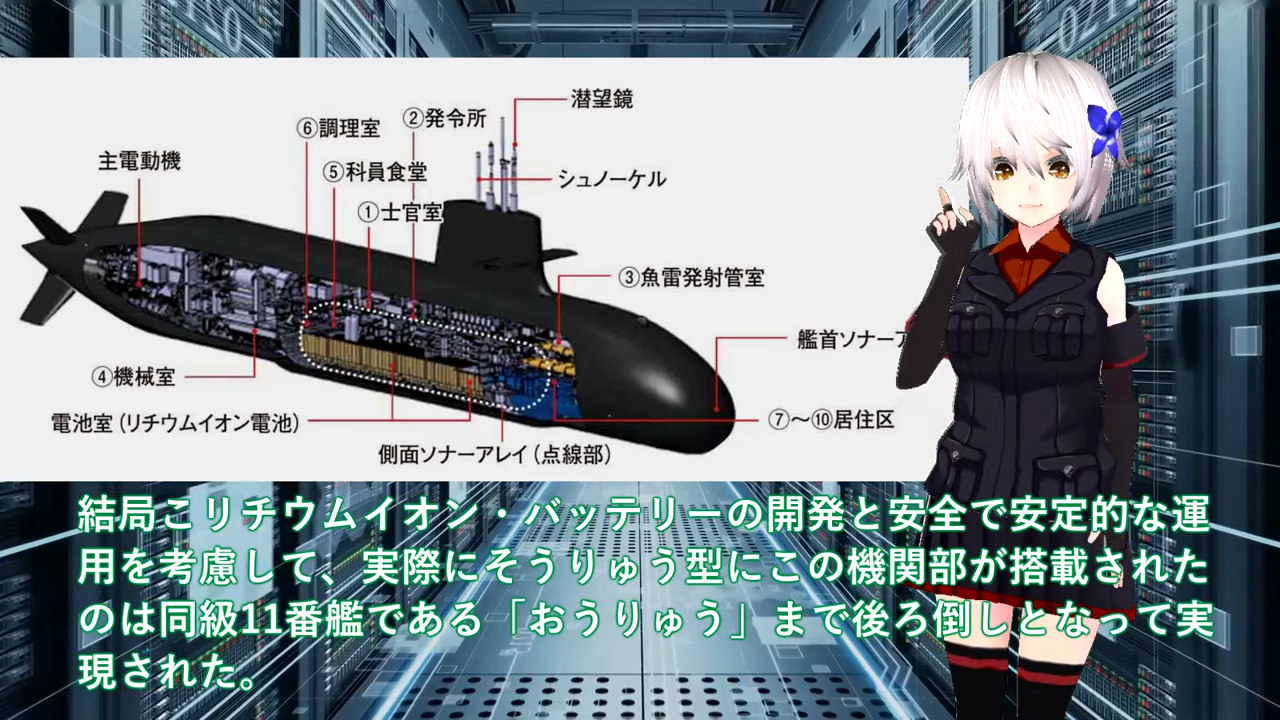 潜望鏡
②発令所
⑥調理室
主電動機
⑤科員食堂
シュノーケル
①士官室
③魚雷発射管室
艦首ソナーア
④機械室
電池室(リチウムイオン電池)
⑦~⑩居住区
側面ソナーアレイ(点線部)
結局こリチウムイオン・バッテリーの開発と安全で安定的な運
用を考慮して、実際にそうりゅう型にこの機関部が搭載された
のは同級11番艦である「おうりゅう」まで後ろ倒しとなって実
現された。